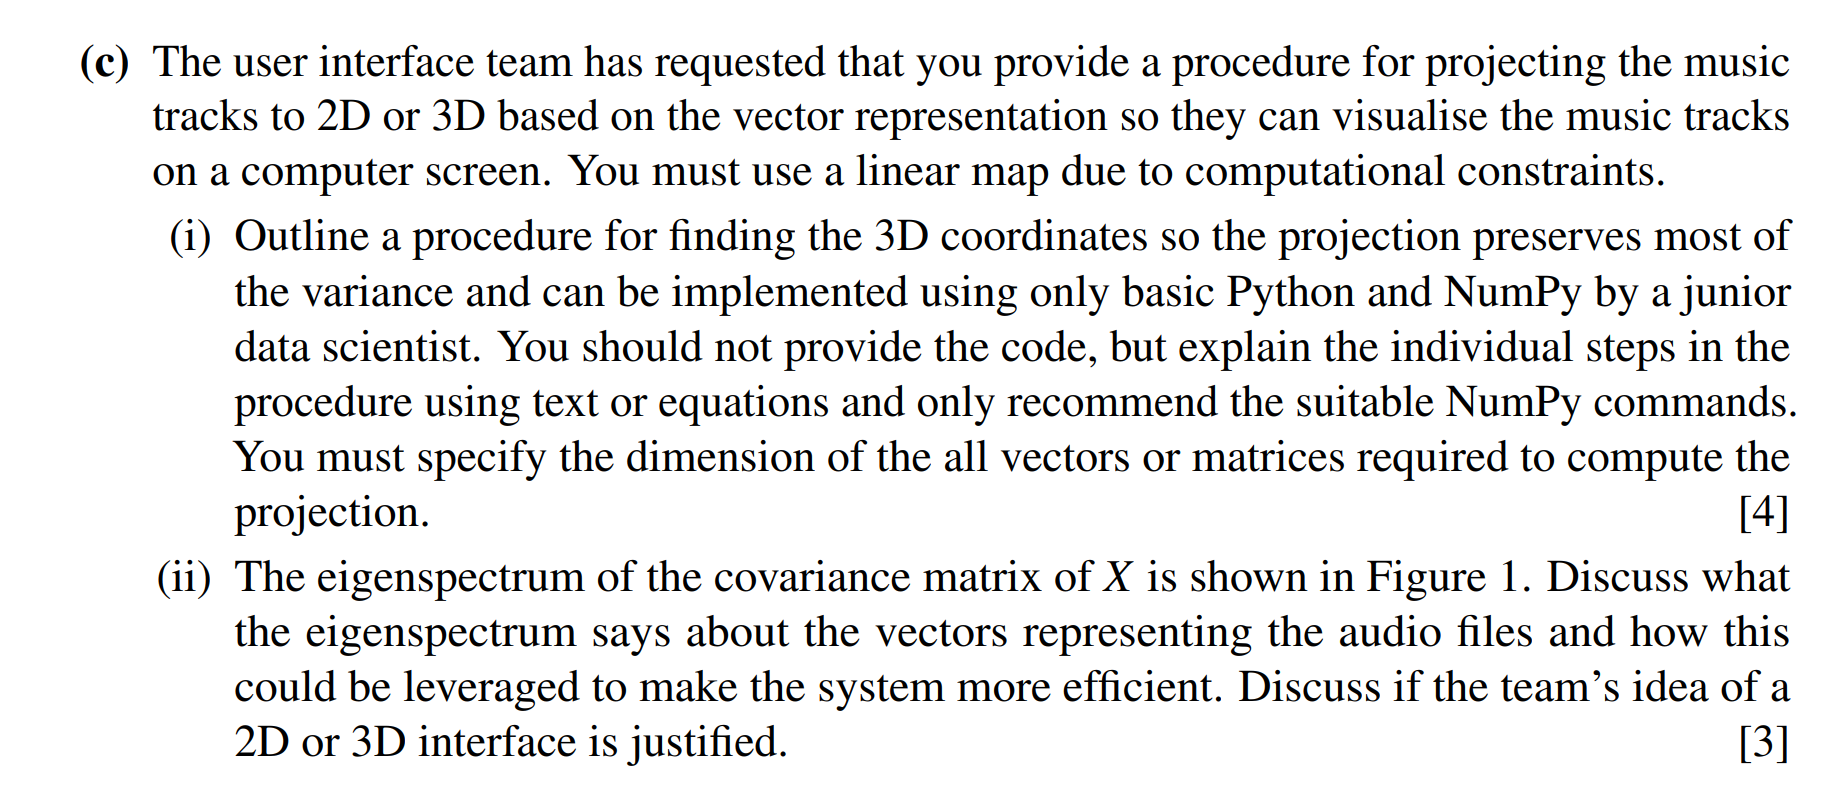 (c) The user interface team has requested that you provide a procedure for projecting the music
tracks to 2D or 3D based on the vector representation so they can visualise the music tracks
on a computer screen. You must use a linear map due to computational constraints.
(i) Outline a procedure for finding the 3D coordinates so the projection preserves most of
the variance and can be implemented using only basic Python and NumPy by a junior
data scientist. You should not provide the code, but explain the individual steps in the
procedure using text or equations and only recommend the suitable NumPy commands.
You must specify the dimension of the all vectors or matrices required to compute the
projection. [4]
(ii) The eigenspectrum of the covariance matrix of X is shown in Figure 1. Discuss what
the eigenspectrum says about the vectors representing the audio files and how this
could be leveraged to make the system more efficient. Discuss if the team's idea of a
2D or 3D interface is justified. [3]